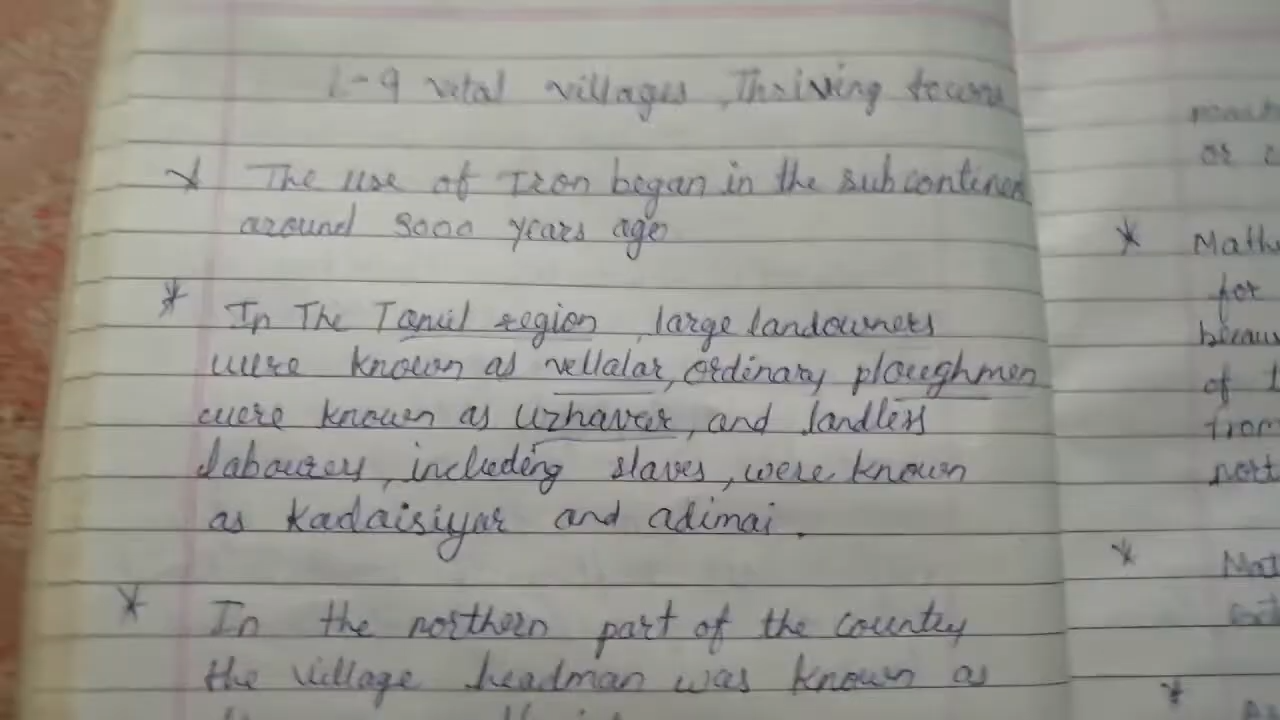 L-9 vital villages, Thriving towns
* The use of Iron began in the subcontinent
around 3000 years ago
* In The Tamil region, large landowners
were known as vellalar, ordinary ploughmen
were known as Uzhavar, and landless
labourers, including slaves, were known
as Kadaisiyar and adimai.
* In the northern part of the country
the village headman was known as
or
* Math
for
becau
of
from
*
*